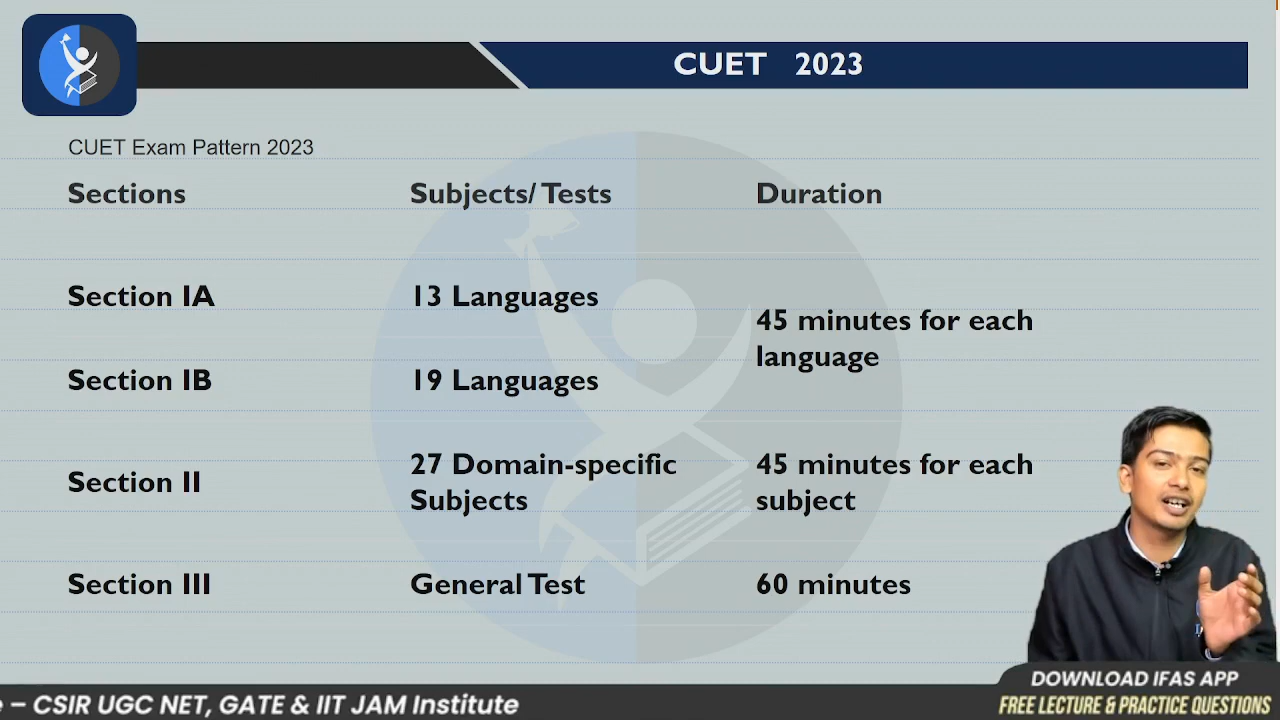 CUET 2023
CUET Exam Pattern 2023
Sections Subjects/ Tests Duration
Section IA 13 Languages
45 minutes for each
language
Section IB 19 Languages
27 Domain-specific
Subjects
Section II
45 minutes for each
subject
Section III General Test 60 minutes
DOWNLOAD IFAS APP
FREE LECTURE & PRACTICE QUESTIONS
– CSIR UGC NET, GATE & IIT JAM Institute